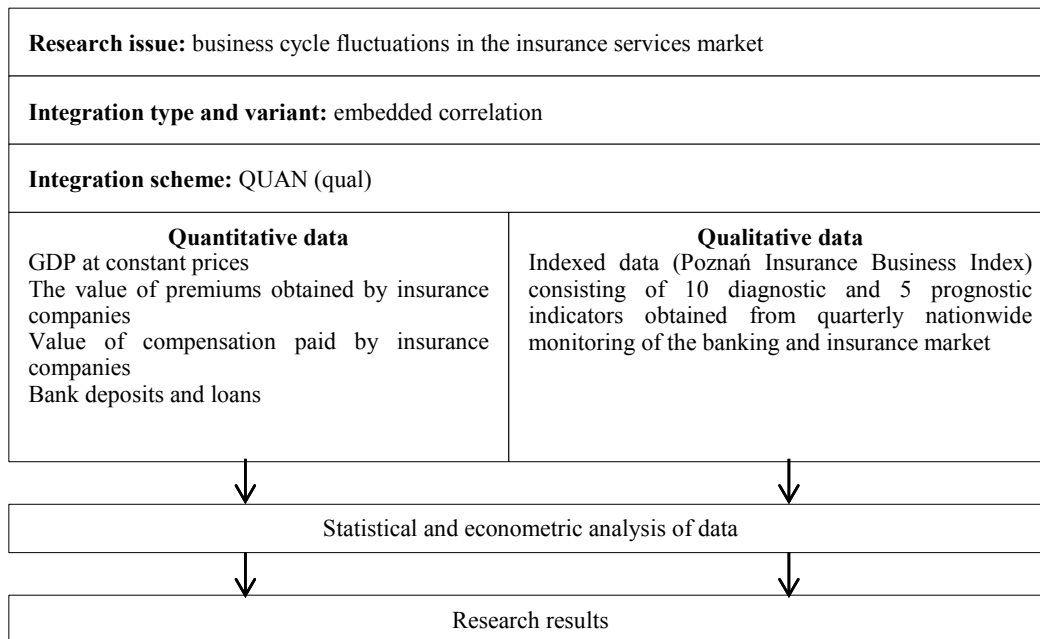 Research issue: business cycle fluctuations in the insurance services market
Integration type and variant: embedded correlation
Integration scheme: QUAN (qual)
Quantitative data
GDP at constant prices
The value of premiums obtained by insurance
companies
Value of compensation paid by insurance
companies
Bank deposits and loans
Qualitative data
Indexed data (Poznań Insurance Business Index)
consisting of 10 diagnostic and 5 prognostic
indicators obtained from quarterly nationwide
monitoring of the banking and insurance market
Statistical and econometric analysis of data
Research results